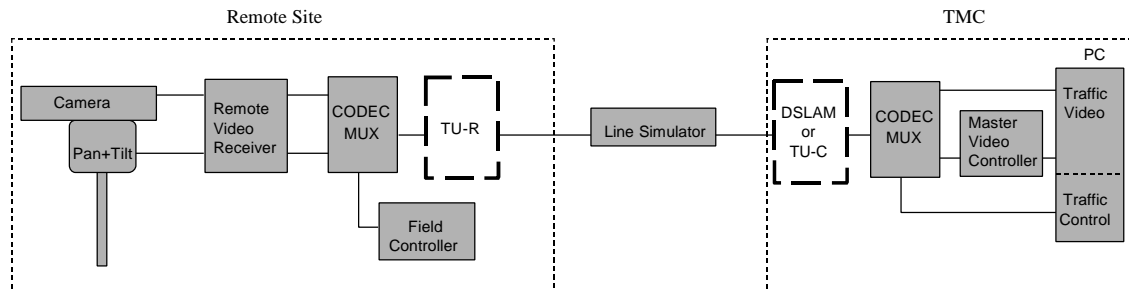 Remote Site
TMC
PC
Camera
Pan+Tilt
Remote
Video
Receiver
CODEC
MUX
TU-R
Field
Controller
Line Simulator
DSLAM
or
TU-C
CODEC
MUX
Master
Video
Controller
Traffic
Video
Traffic
Control